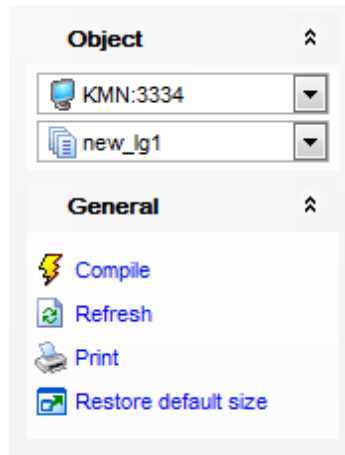 Object
KMN:3334
new_lg1
General
Compile
Refresh
Print
Restore default size